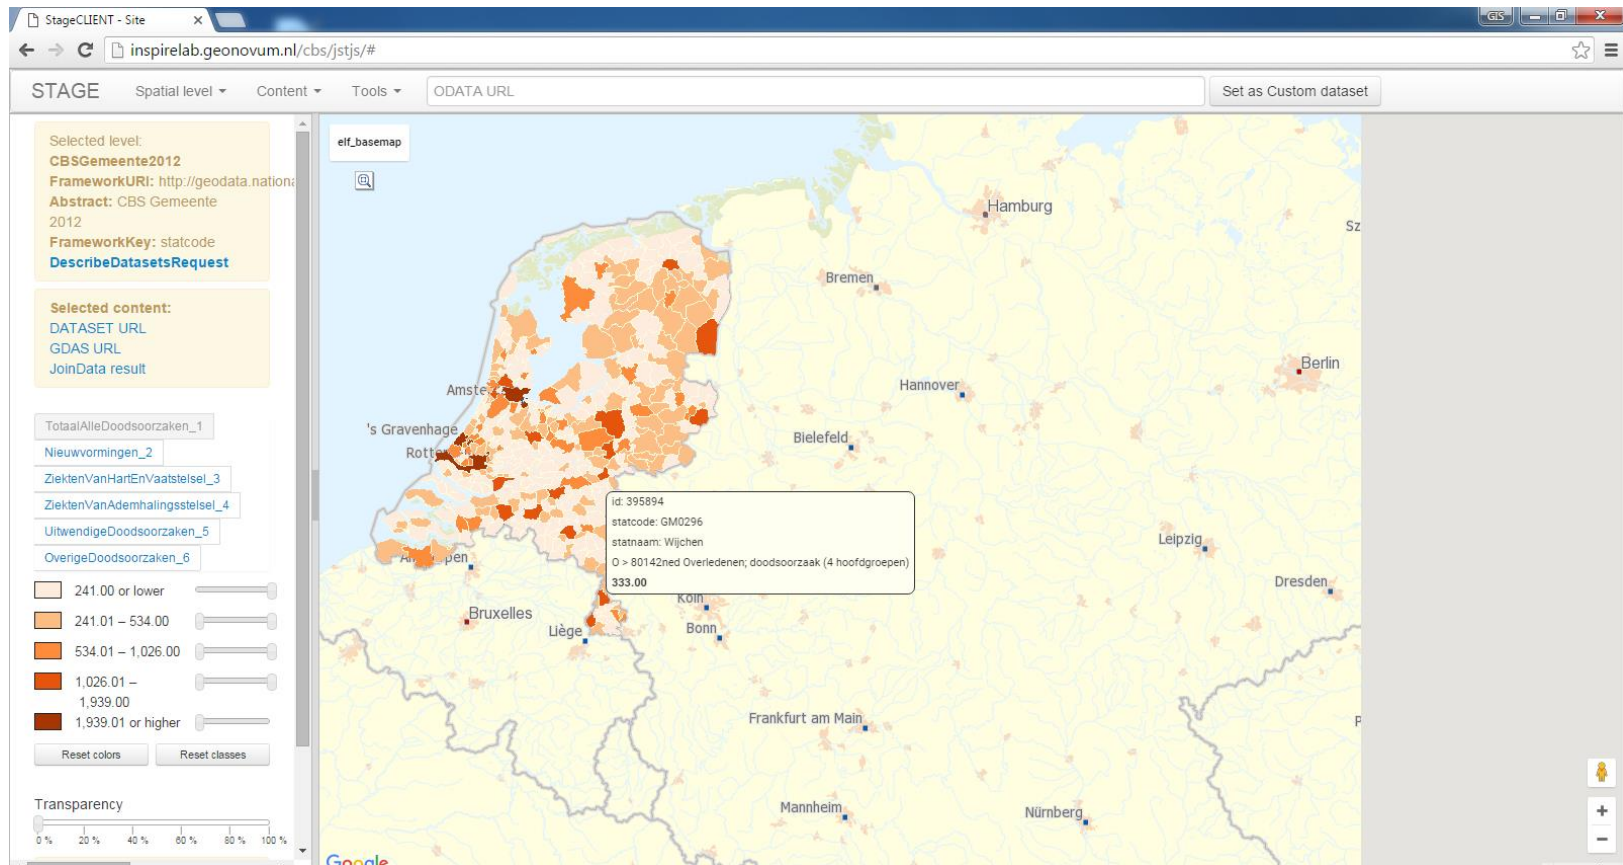 StageCLIENT - Site
GIS
inspirelab.geonovum.nl/cbs/jstjs/#
STAGE Spatial level Content Tools ODATA URL Set as Custom dataset
Selected level:
CBSGemeente2012
FrameworkURI: http://geodata.nationa
Abstract: CBS Gemeente
2012
FrameworkKey: statcode
DescribeDatasetsRequest
Selected content:
DATASET URL
GDAS URL
JoinData result
TotaalAlleDoodsoorzaken_1
Nieuwvormingen_2
ZiektenVanHartEnVaatstelsel_3
ZiektenVanAdemhalingsstelsel_4
UitwendigeDoodsoorzaken_5
OverigeDoodsoorzaken_6
241.00 or lower
241.01 – 534.00
534.01 – 1,026.00
1,026.01 –
1,939.00
1,939.01 or higher
Reset colors Reset classes
Transparency
0 % 20 % 40 % 60 % 80 % 100 %
elf_basemap
Hamburg
Sz
Bremen
Berlin
Hannover
Amste
's Gravenhage
Rotte
Bielefeld
id: 395894
statcode: GM0296
statnaam: Wijchen
O > 80142ned Overledenen; doodsoorzaak (4 hoofdgroepen)
333.00
Leipzig
Dresden
Köln
Bruxelles
Liège
Bonn
Frankfurt am Main
P
Mannheim
Nürnberg
Google